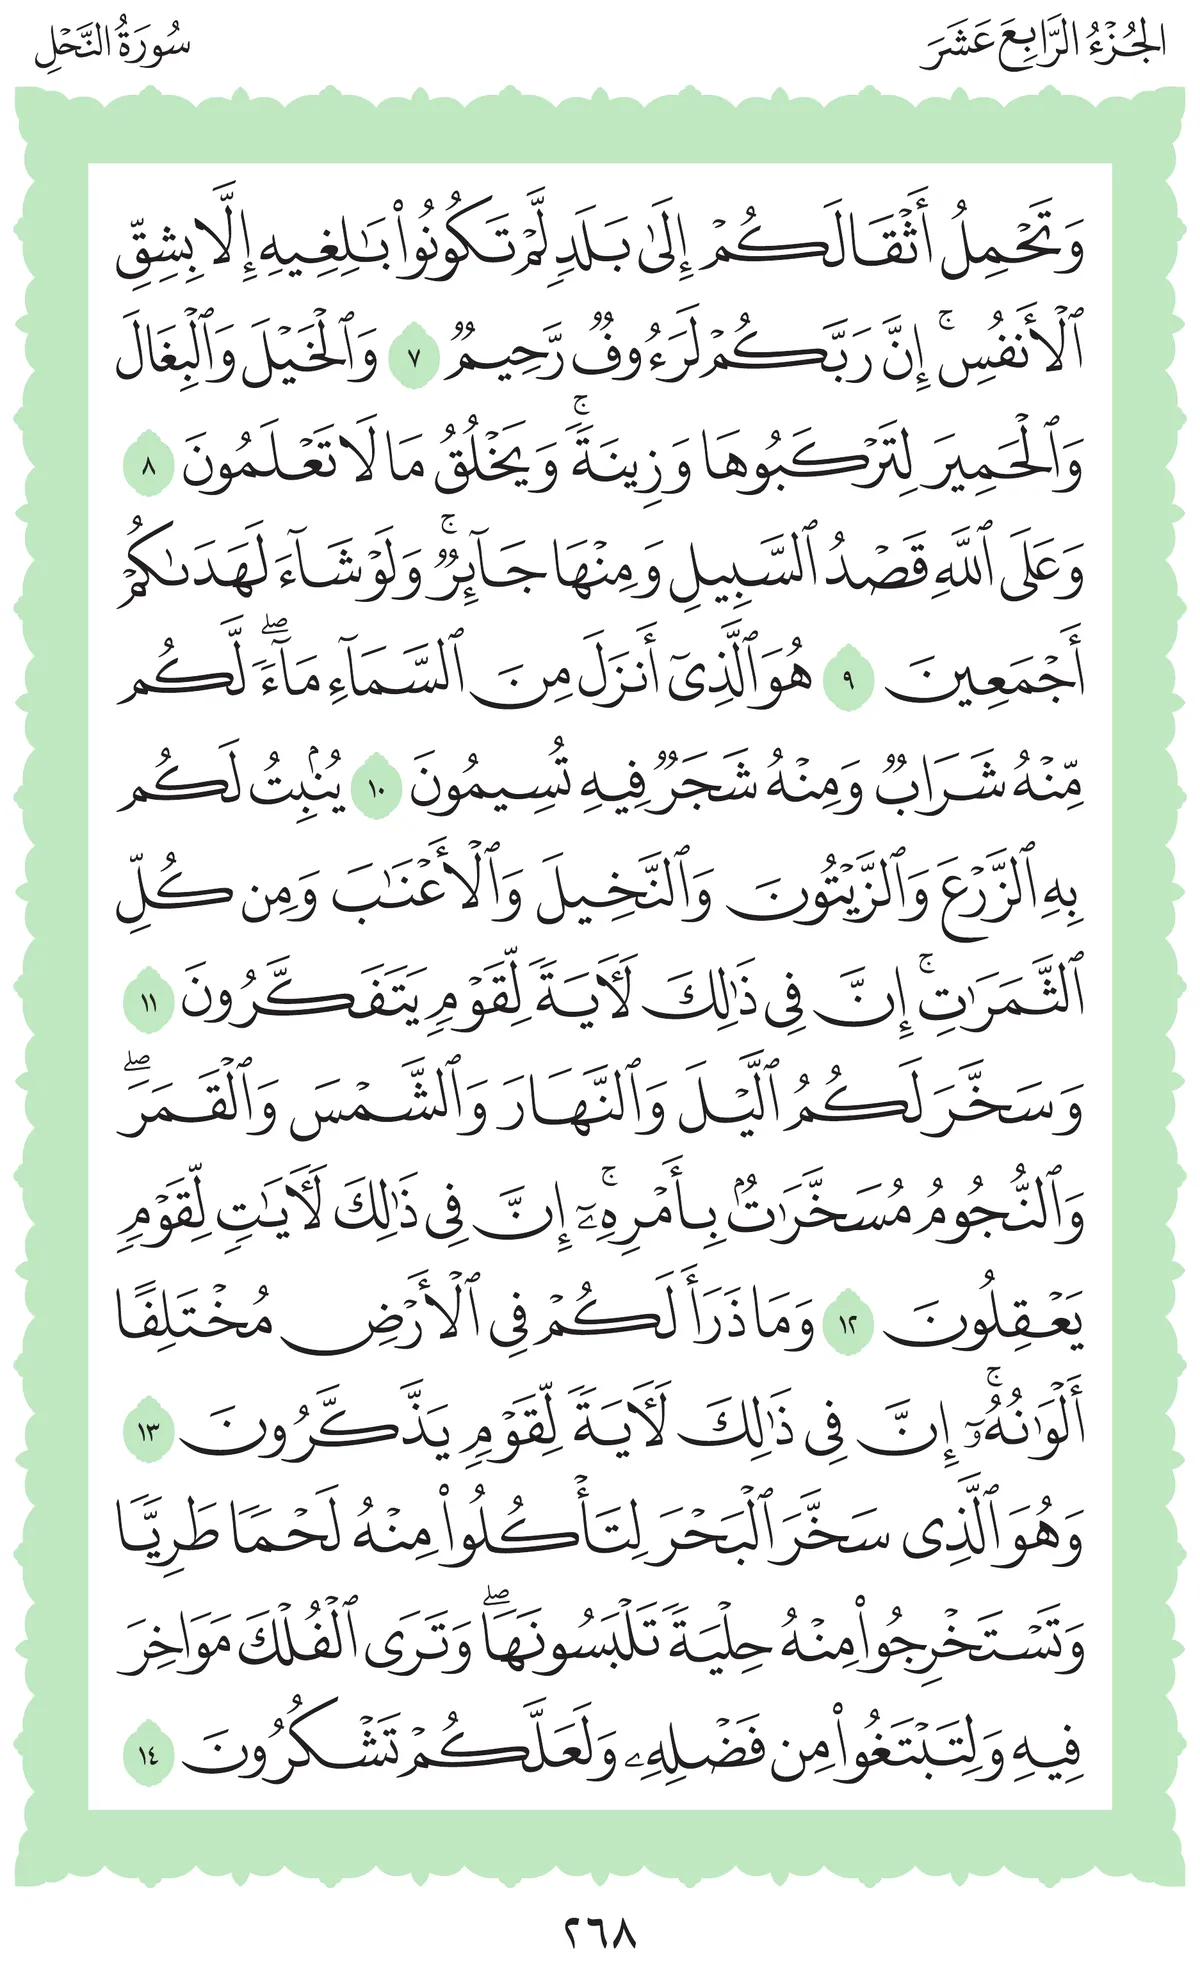 الجُزْءُ الرَّابِعَ عَشَرَ
سُورَةُ النَّحْلِ
وَتَحْمِلُ أَثْقَالَكُمْ إِلَىٰ بَلَدٍ لَّمْ تَكُونُوا۟ بَـٰلِغِيهِ إِلَّا بِشِقِّ
ٱلْأَنفُسِ ۚ إِنَّ رَبَّكُمْ لَرَءُوفٌ رَّحِيمٌ ٧ وَٱلْخَيْلَ وَٱلْبِغَالَ
وَٱلْحَمِيرَ لِتَرْكَبُوهَا وَزِينَةً ۚ وَيَخْلُقُ مَا لَا تَعْلَمُونَ ٨
وَعَلَى ٱللَّهِ قَصْدُ ٱلسَّبِيلِ وَمِنْهَا جَآئِرٌ ۚ وَلَوْ شَآءَ لَهَدَىٰكُمْ
أَجْمَعِينَ ٩ هُوَ ٱلَّذِىٓ أَنزَلَ مِنَ ٱلسَّمَآءِ مَآءً ۖ لَّكُم
مِّنْهُ شَرَابٌ وَمِنْهُ شَجَرٌ فِيهِ تُسِيمُونَ ١٠ يُنۢبِتُ لَكُم
بِهِ ٱلزَّرْعَ وَٱلزَّيْتُونَ وَٱلنَّخِيلَ وَٱلْأَعْنَـٰبَ وَمِن كُلِّ
ٱلثَّمَرَٰتِ ۚ إِنَّ فِى ذَٰلِكَ لَـَٔايَةً لِّقَوْمٍ يَتَفَكَّرُونَ ١١
وَسَخَّرَ لَكُمُ ٱلَّيْلَ وَٱلنَّهَارَ وَٱلشَّمْسَ وَٱلْقَمَرَ ۖ
وَٱلنُّجُومُ مُسَخَّرَٰتٌۢ بِأَمْرِهِۦٓ ۚ إِنَّ فِى ذَٰلِكَ لَـَٔايَـٰتٍ لِّقَوْمٍ
يَعْقِلُونَ ١٢ وَمَا ذَرَأَ لَكُمْ فِى ٱلْأَرْضِ مُخْتَلِفًا
أَلْوَٰنُهُۥٓ ۚ إِنَّ فِى ذَٰلِكَ لَـَٔايَةً لِّقَوْمٍ يَذَّكَّرُونَ ١٣
وَهُوَ ٱلَّذِى سَخَّرَ ٱلْبَحْرَ لِتَأْكُلُوا۟ مِنْهُ لَحْمًا طَرِيًّا
وَتَسْتَخْرِجُوا۟ مِنْهُ حِلْيَةً تَلْبَسُونَهَا ۖ وَتَرَى ٱلْفُلْكَ مَوَاخِرَ
فِيهِ وَلِتَبْتَغُوا۟ مِن فَضْلِهِۦ وَلَعَلَّكُمْ تَشْكُرُونَ ١٤
٢٦٨